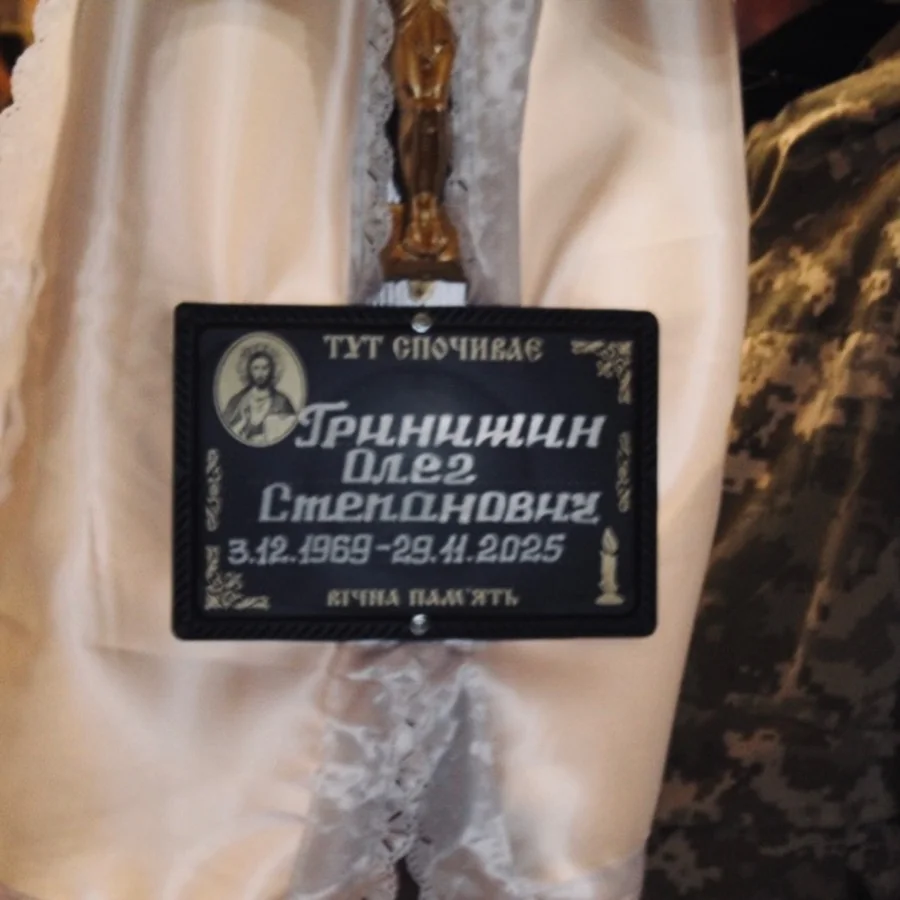 ТУТ СПОЧИВАЄ
Гринишин
Олег
Степанович
3.12.1969-29.11.2025
ВІЧНА ПАМ'ЯТЬ